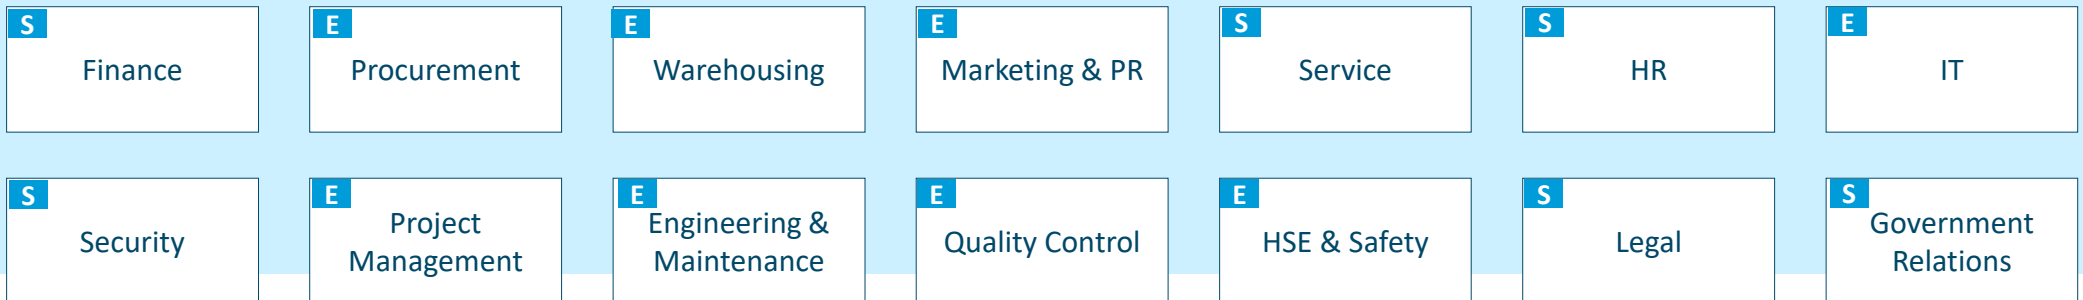 S
Finance
E
Procurement
E
Warehousing
E
Marketing & PR
S
Service
S
HR
E
IT
S
Security
E
Project
Management
E
Engineering &
Maintenance
E
Quality Control
E
HSE & Safety
S
Legal
S
Government
Relations